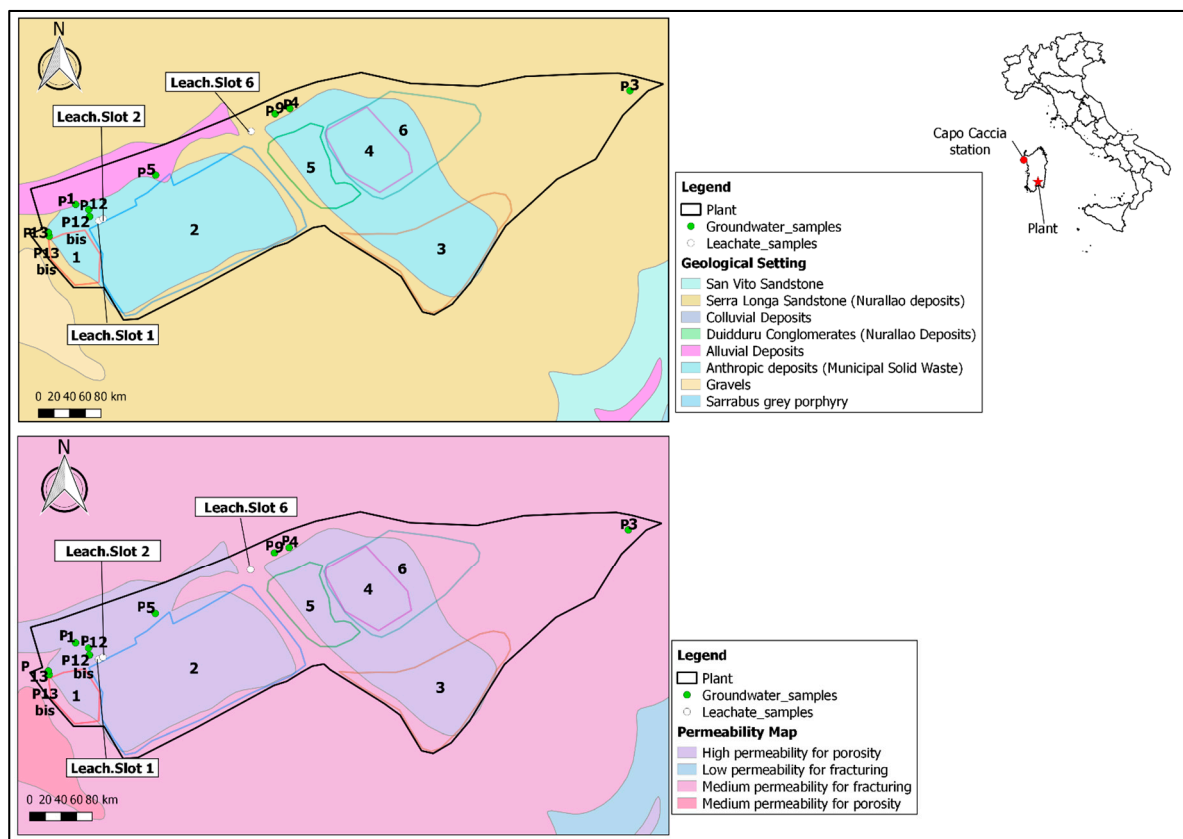 N
Leach.Slot 6
Leach.Slot 2
P9
P4
P3
6
4
5
P5
P1
P12
P12
bis
2
P13
P13
bis
1
3
Leach.Slot 1
0 20 40 60 80 km
Capo Caccia
station
Plant
Legend
Plant
Groundwater_samples
Leachate_samples
Geological Setting
San Vito Sandstone
Serra Longa Sandstone (Nurallao deposits)
Colluvial Deposits
Duidduru Conglomerates (Nurallao Deposits)
Alluvial Deposits
Anthropic deposits (Municipal Solid Waste)
Gravels
Sarrabus grey porphyry
N
Leach.Slot 6
Leach.Slot 2
P9
P4
P3
6
4
5
P5
P1
P12
P12
bis
2
P
13
P13
bis
1
3
Leach.Slot 1
0 20 40 60 80 km
Legend
Plant
Groundwater_samples
Leachate_samples
Permeability Map
High permeability for porosity
Low permeability for fracturing
Medium permeability for fracturing
Medium permeability for porosity